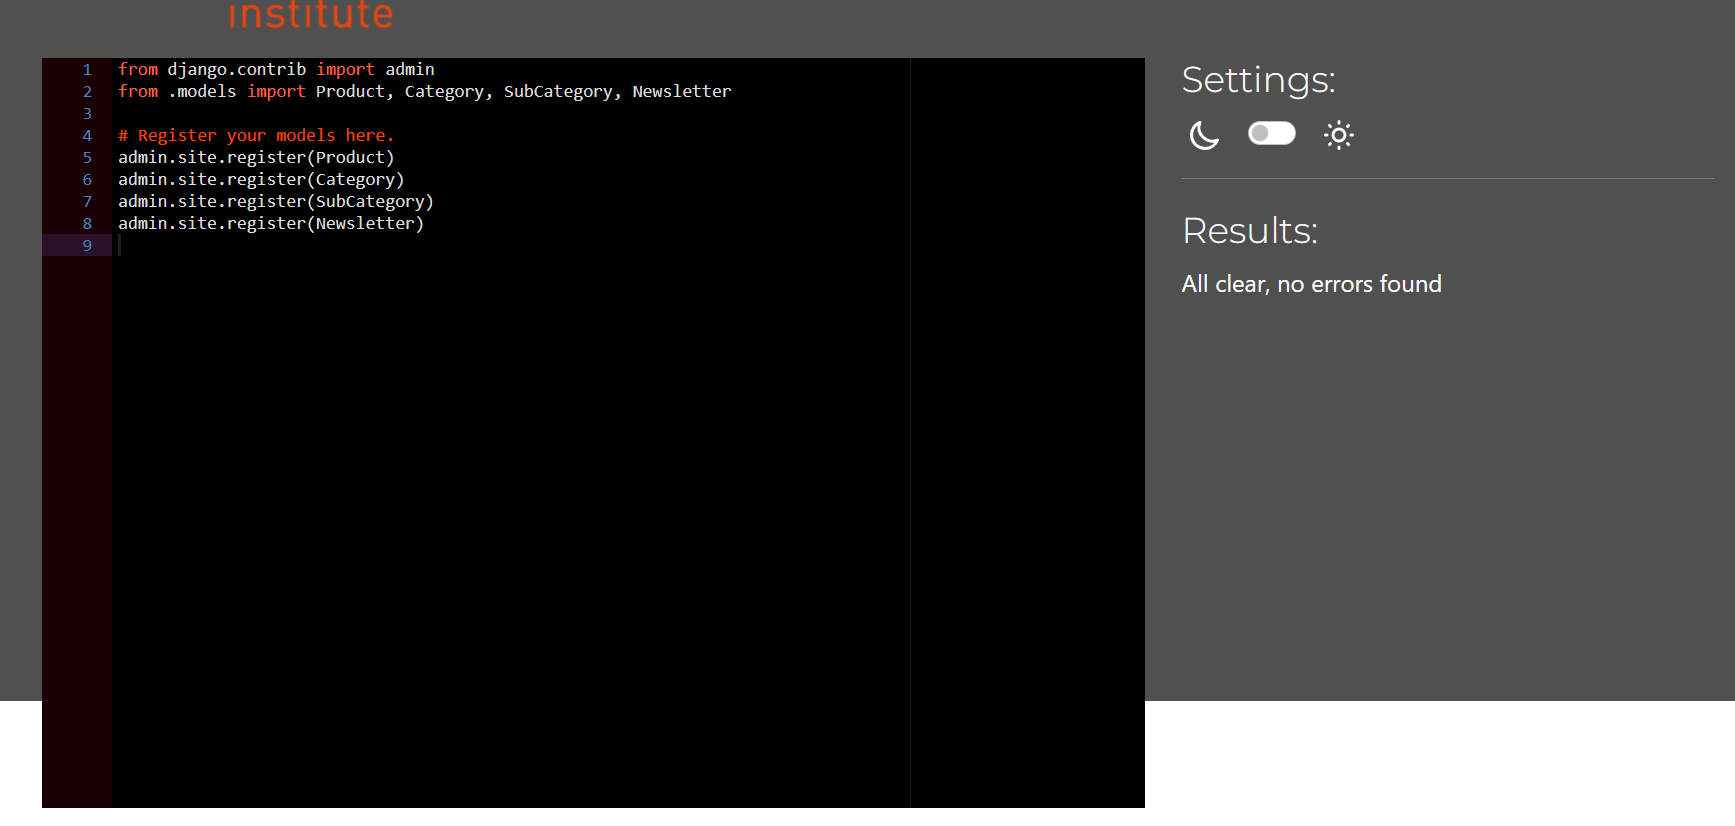 institute
1 from django.contrib import admin
2 from .models import Product, Category, SubCategory, Newsletter
3
4 # Register your models here.
5 admin.site.register(Product)
6 admin.site.register(Category)
7 admin.site.register(SubCategory)
8 admin.site.register(Newsletter)
9
Settings:
Results:
All clear, no errors found